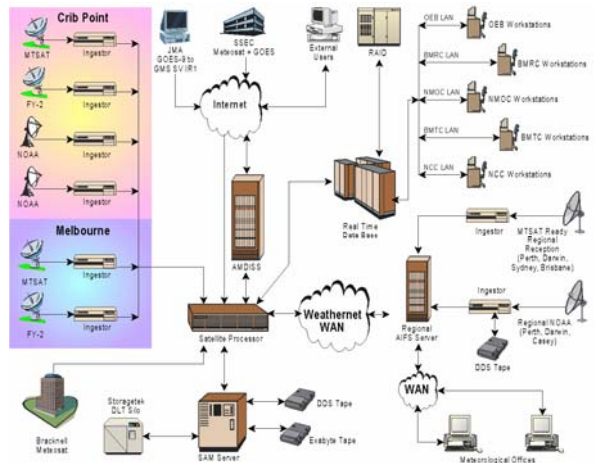 Crib Point
MTSAT
Ingestor
FY-2
Ingestor
NOAA
Ingestor
NOAA
Ingestor
Melbourne
MTSAT
Ingestor
FY-2
Ingestor
JMA
GOES-9 to
GMS SVIR1
SSEC
Meteosat + GOES
External
Users
RAID
Internet
AMDISS
Real Time
Data Base
OEB LAN
OEB Workstations
BMRC LAN
BMRC Workstations
NMOC LAN
NMOC Workstations
BMTC LAN
BMTC Workstations
NCC LAN
NCC Workstations
Ingestor
MTSAT Ready
Regional
Reception
(Perth, Darwin,
Sydney, Brisbane)
Ingestor
Regional NOAA
(Perth, Darwin,
Casey)
DDS Tape
Regional
AIFS Server
Weathernet
WAN
Satellite Processor
WAN
Meteorological Offices
Bracknell
Meteosat
Storagetek
DLT Silo
SAM Server
DDS Tape
Exabyte Tape